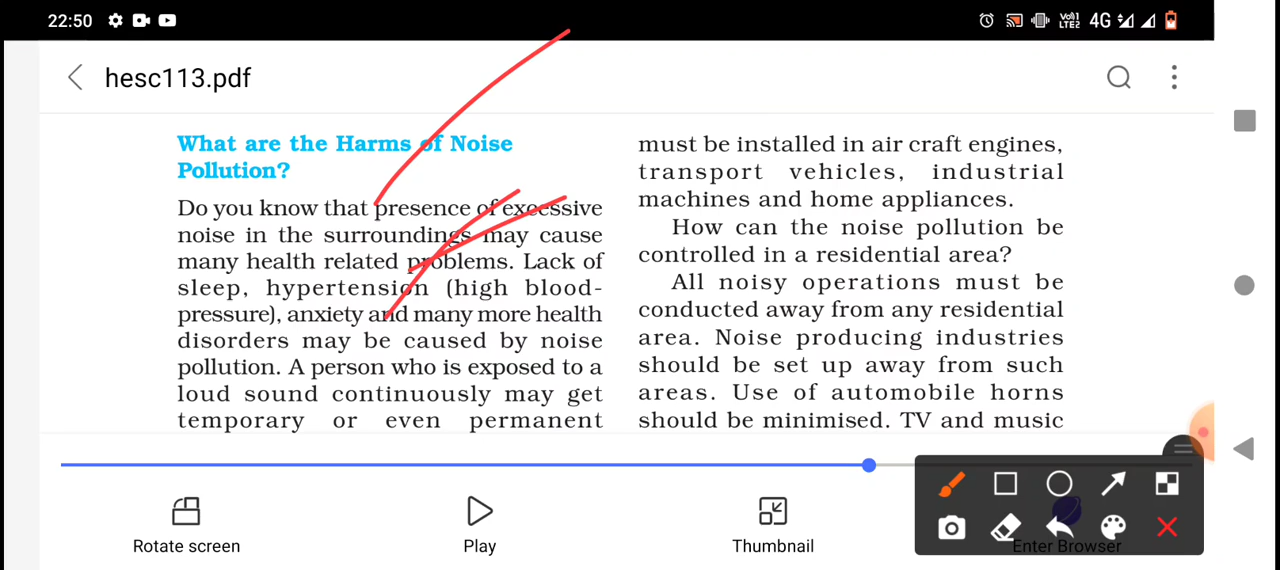 22:50
Vo)) 1
LTE2
4G
hesc113.pdf
What are the Harms of Noise
Pollution?
Do you know that presence of excessive
noise in the surroundings may cause
many health related problems. Lack of
sleep, hypertension (high blood-
pressure), anxiety and many more health
disorders may be caused by noise
pollution. A person who is exposed to a
loud sound continuously may get
temporary or even permanent
must be installed in air craft engines,
transport vehicles, industrial
machines and home appliances.
How can the noise pollution be
controlled in a residential area?
All noisy operations must be
conducted away from any residential
area. Noise producing industries
should be set up away from such
areas. Use of automobile horns
should be minimised. TV and music
Rotate screen
Play
Thumbnail
Enter Browser